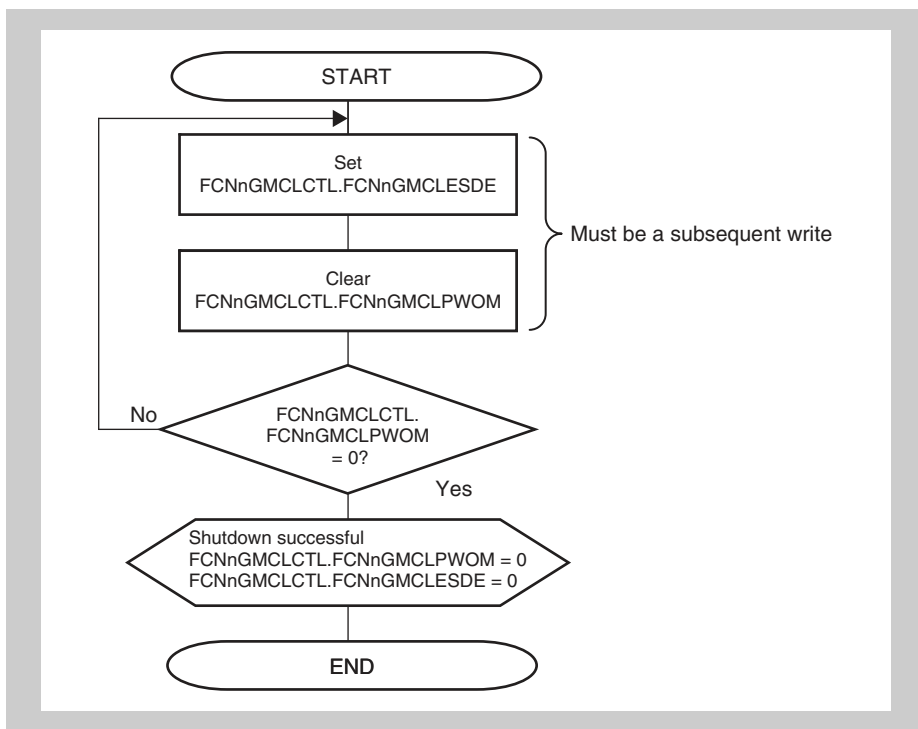 START
Set
FCNnGMCLCTL.FCNnGMCLESDE
Must be a subsequent write
Clear
FCNnGMCLCTL.FCNnGMCLPWOM
No
FCNnGMCLCTL.
FCNnGMCLPWOM
= 0?
Yes
Shutdown successful
FCNnGMCLCTL.FCNnGMCLPWOM = 0
FCNnGMCLCTL.FCNnGMCLESDE = 0
END